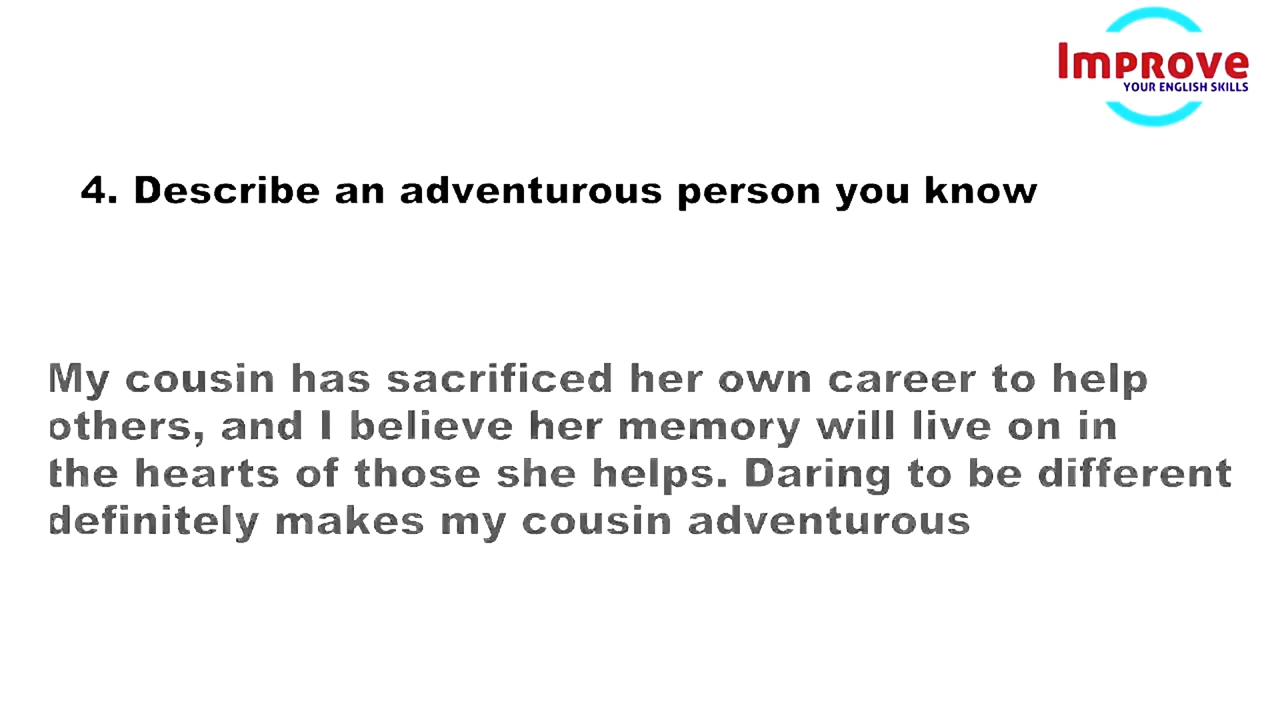 Improve
YOUR ENGLISH SKILLS
4. Describe an adventurous person you know
My cousin has sacrificed her own career to help
others, and I believe her memory will live on in
the hearts of those she helps. Daring to be different
definitely makes my cousin adventurous